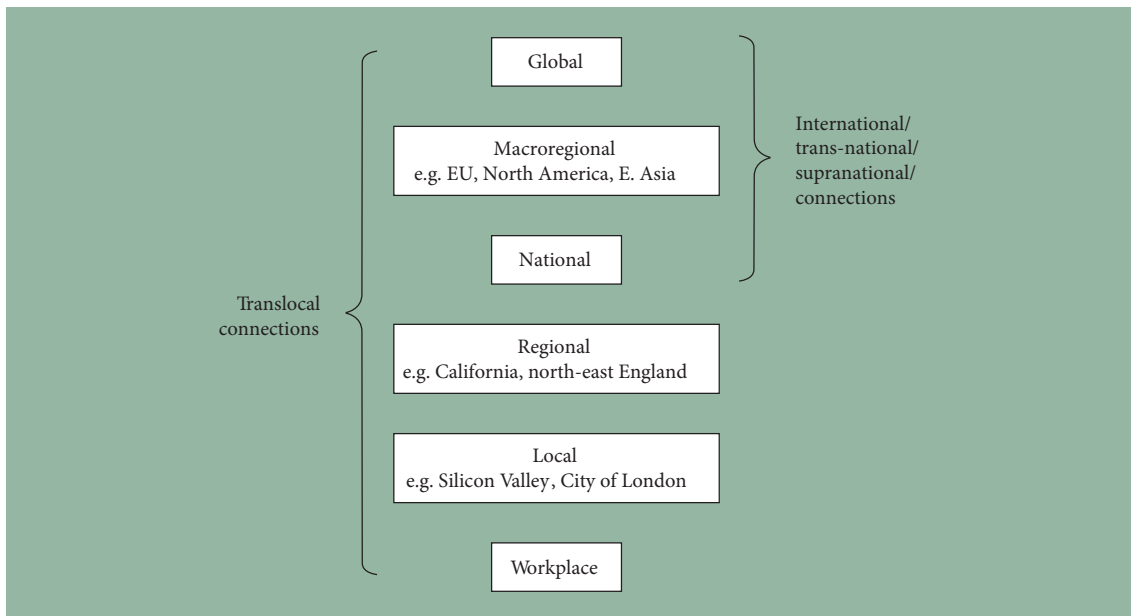 Global
Macroregional
e.g. EU, North America, E. Asia
International/
trans-national/
supranational/
connections
National
Translocal
connections
Regional
e.g. California, north-east England
Local
e.g. Silicon Valley, City of London
Workplace